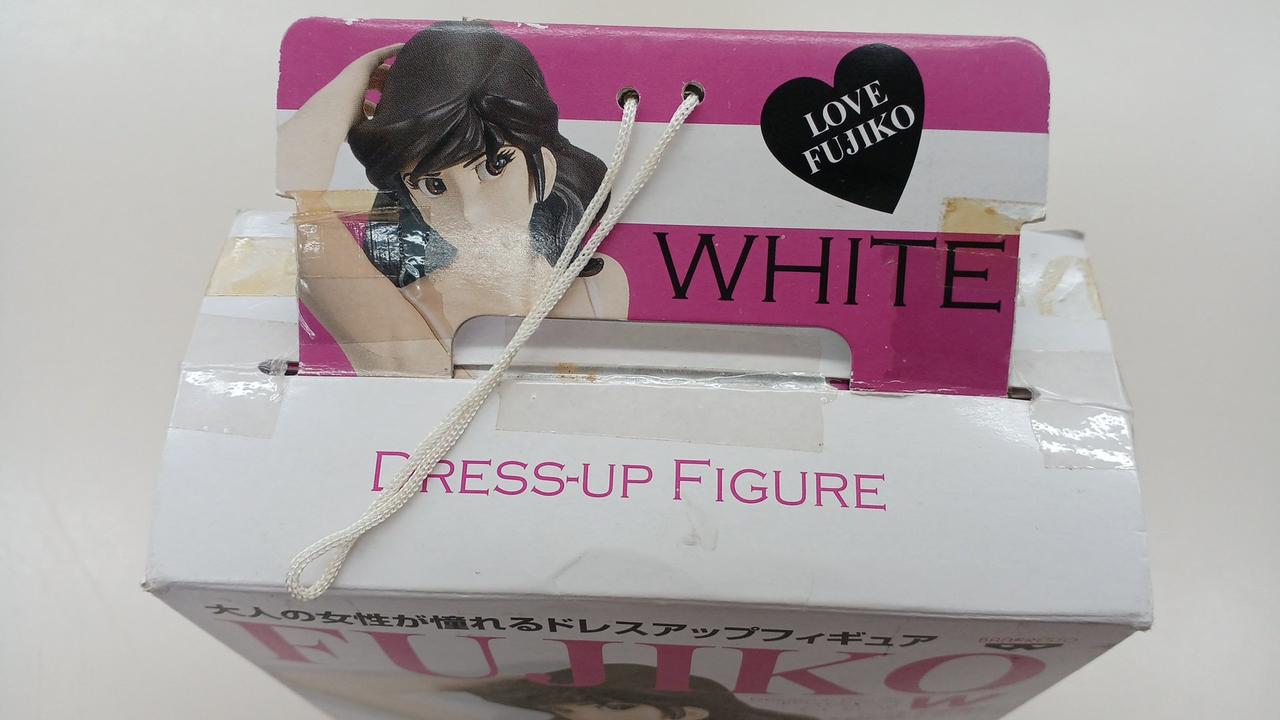 LOVE
FUJIKO
WHITE
DRESS-UP FIGURE
大人の女性が憧れるドレスアップフィギュア
BANPRESTO
FUJIKO